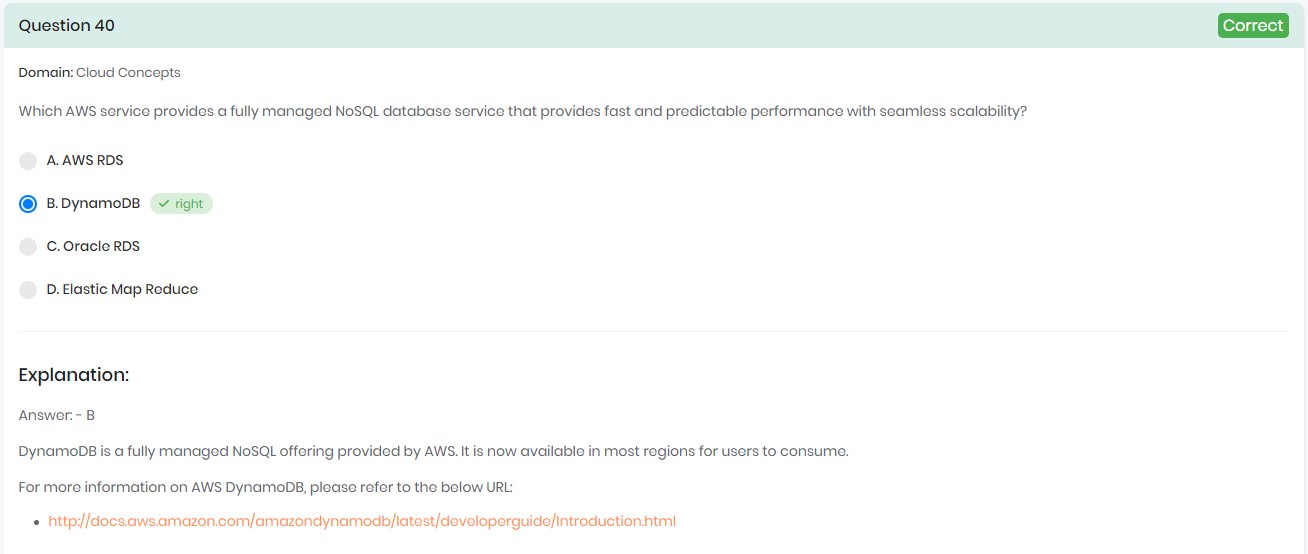 Question 40 Correct
Domain: Cloud Concepts
Which AWS service provides a fully managed NoSQL database service that provides fast and predictable performance with seamless scalability?
A. AWS RDS
B. DynamoDB ✓ right
C. Oracle RDS
D. Elastic Map Reduce
Explanation:
Answer: - B
DynamoDB is a fully managed NoSQL offering provided by AWS. It is now available in most regions for users to consume.
For more information on AWS DynamoDB, please refer to the below URL:
• http://docs.aws.amazon.com/amazondynamodb/latest/developerguide/Introduction.html